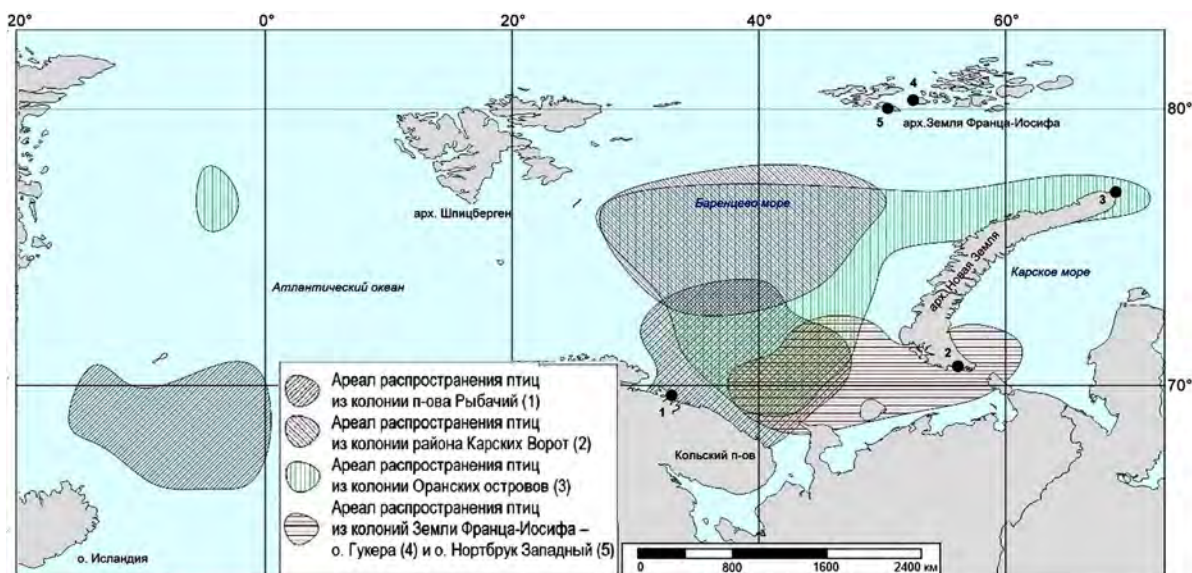 20° 0° 20° 40° 60°
4
5
арх.Земля Франца-Иосифа
80°
Баренцево море
арх. Шпицберген
3
арх. Новая Земля
Карское море
Атлантический океан
2
70°
1
Кольский п-ов
о. Исландия
Ареал распространения птиц
из колонии п-ова Рыбачий (1)
Ареал распространения птиц
из колонии района Карских Ворот (2)
Ареал распространения птиц
из колонии Оранских островов (3)
Ареал распространения птиц
из колоний Земли Франца-Иосифа –
о. Гукера (4) и о. Нортбрук Западный (5)
0 800 1600 2400 км